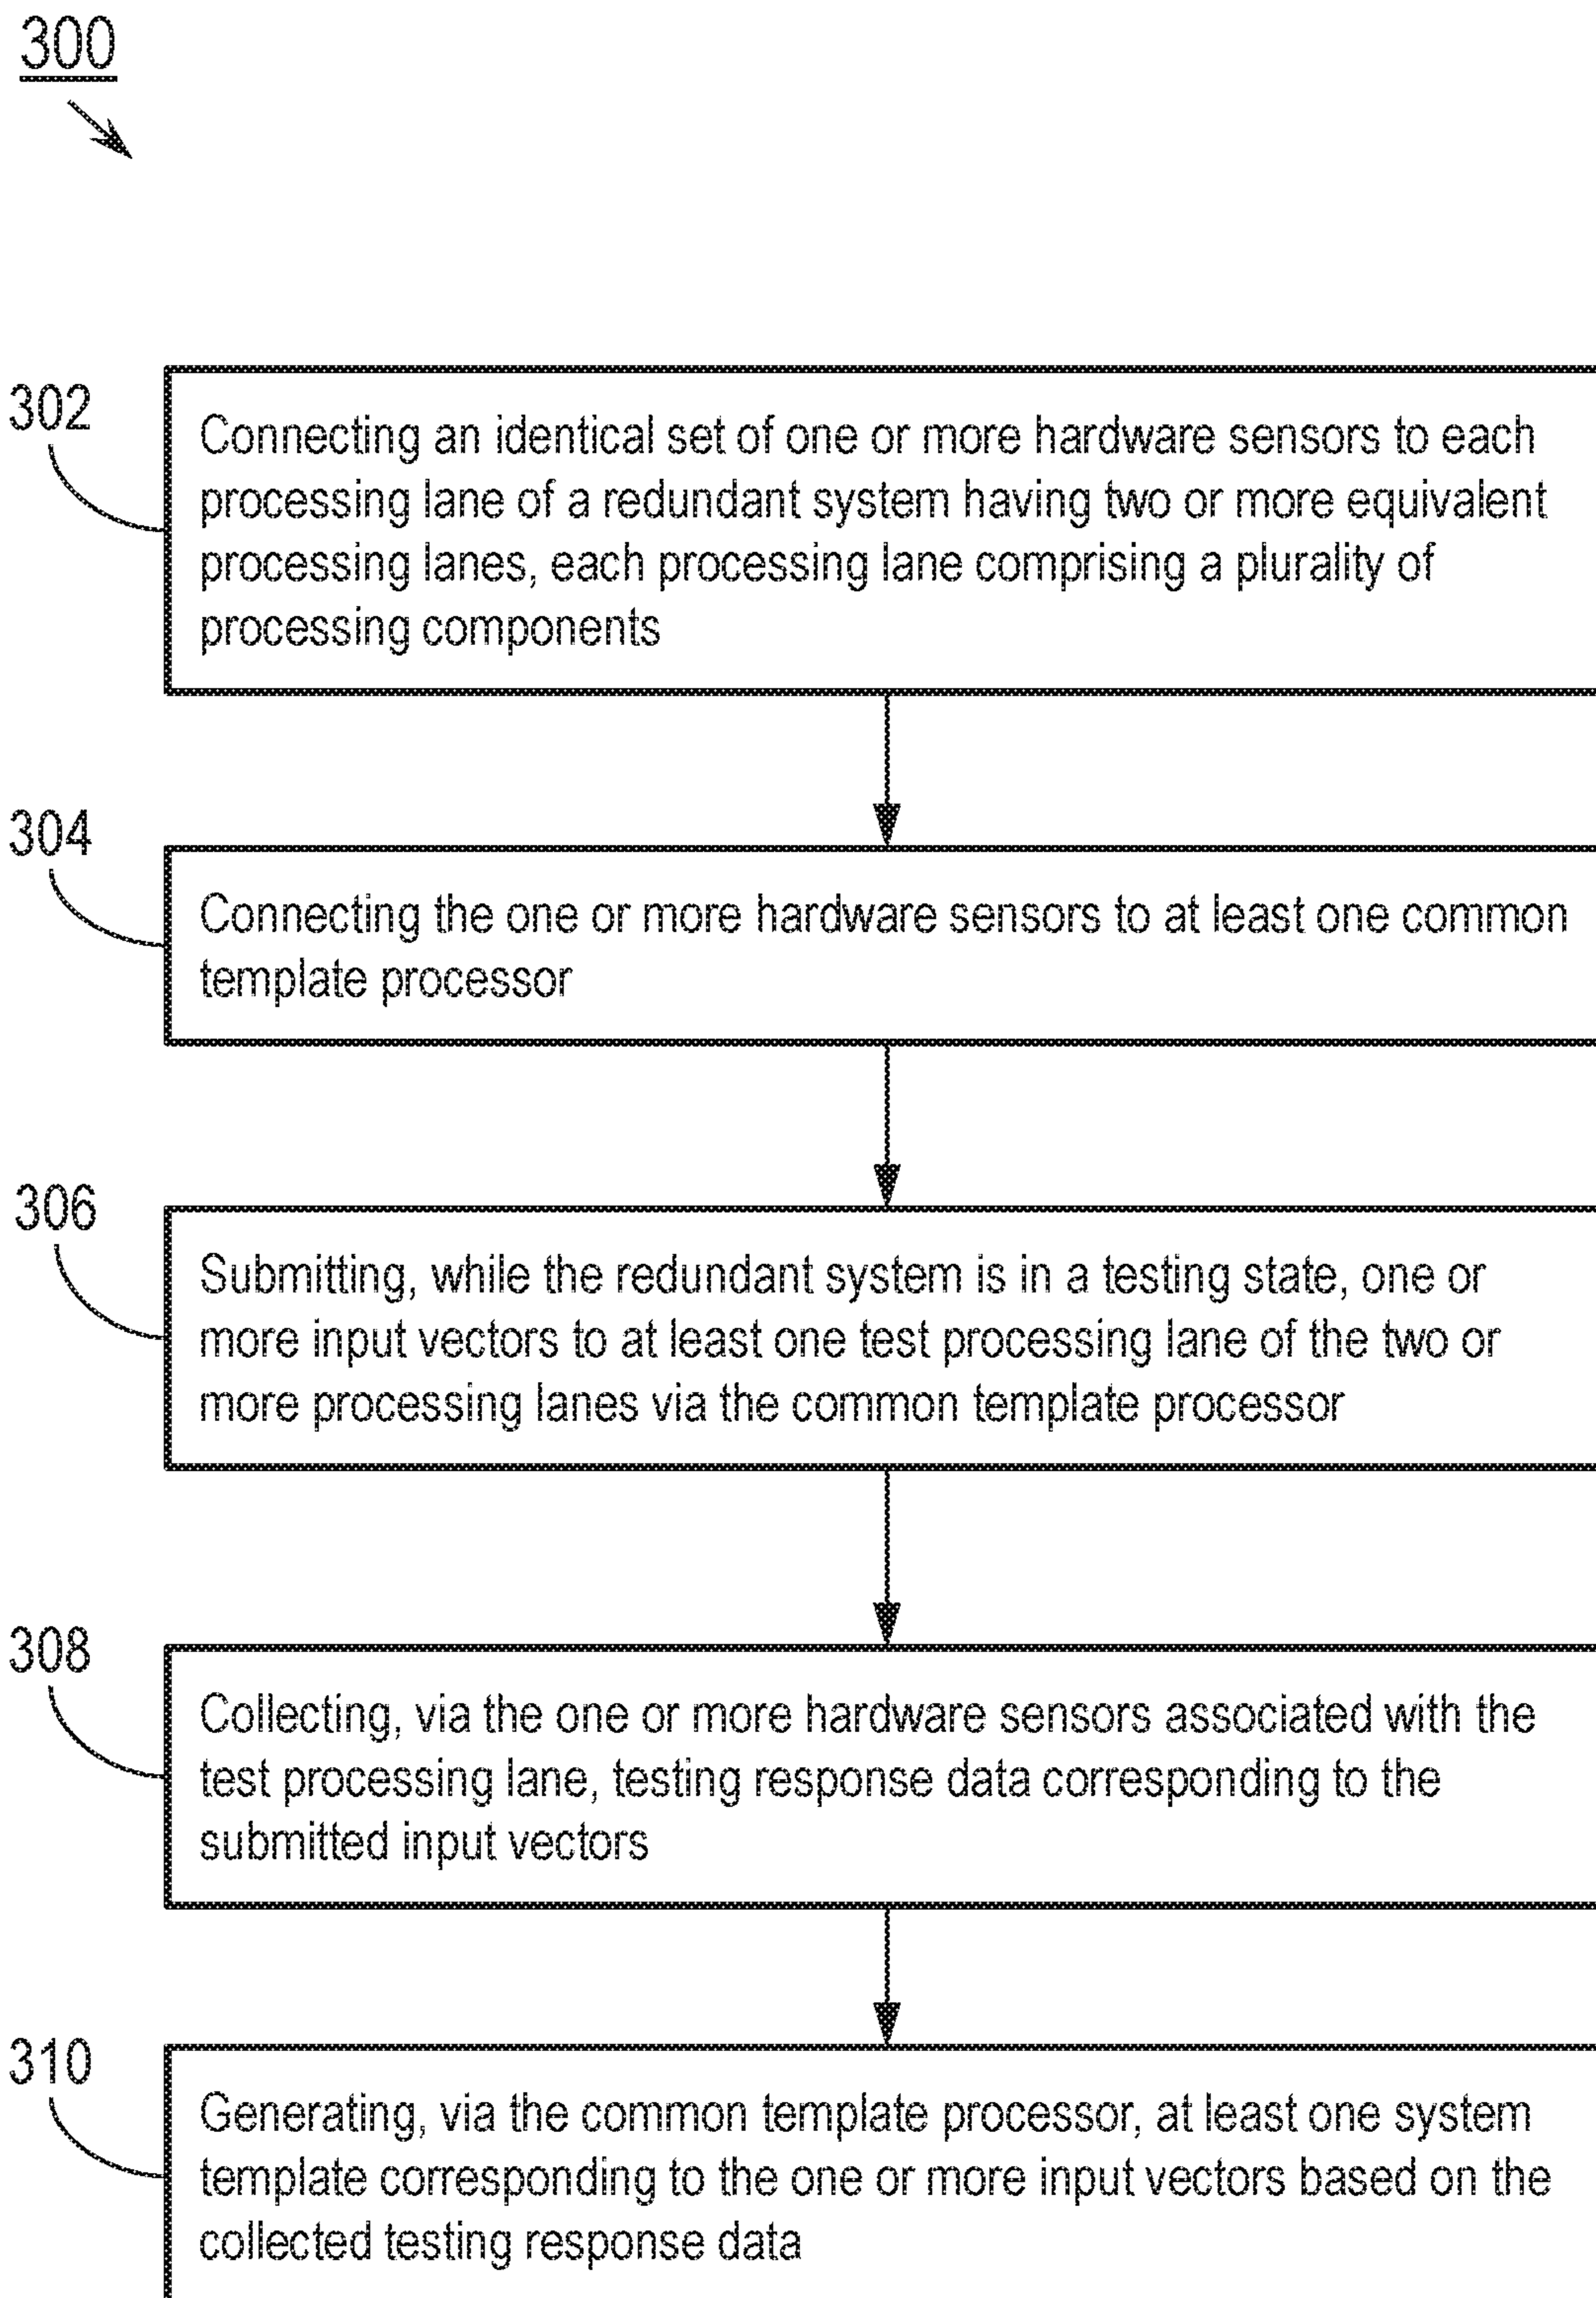 300
302
Connecting an identical set of one or more hardware sensors to each
processing lane of a redundant system having two or more equivalent
processing lanes, each processing lane comprising a plurality of
processing components
304
Connecting the one or more hardware sensors to at least one common
template processor
306
Submitting, while the redundant system is in a testing state, one or
more input vectors to at least one test processing lane of the two or
more processing lanes via the common template processor
308
Collecting, via the one or more hardware sensors associated with the
test processing lane, testing response data corresponding to the
submitted input vectors
310
Generating, via the common template processor, at least one system
template corresponding to the one or more input vectors based on the
collected testing response data